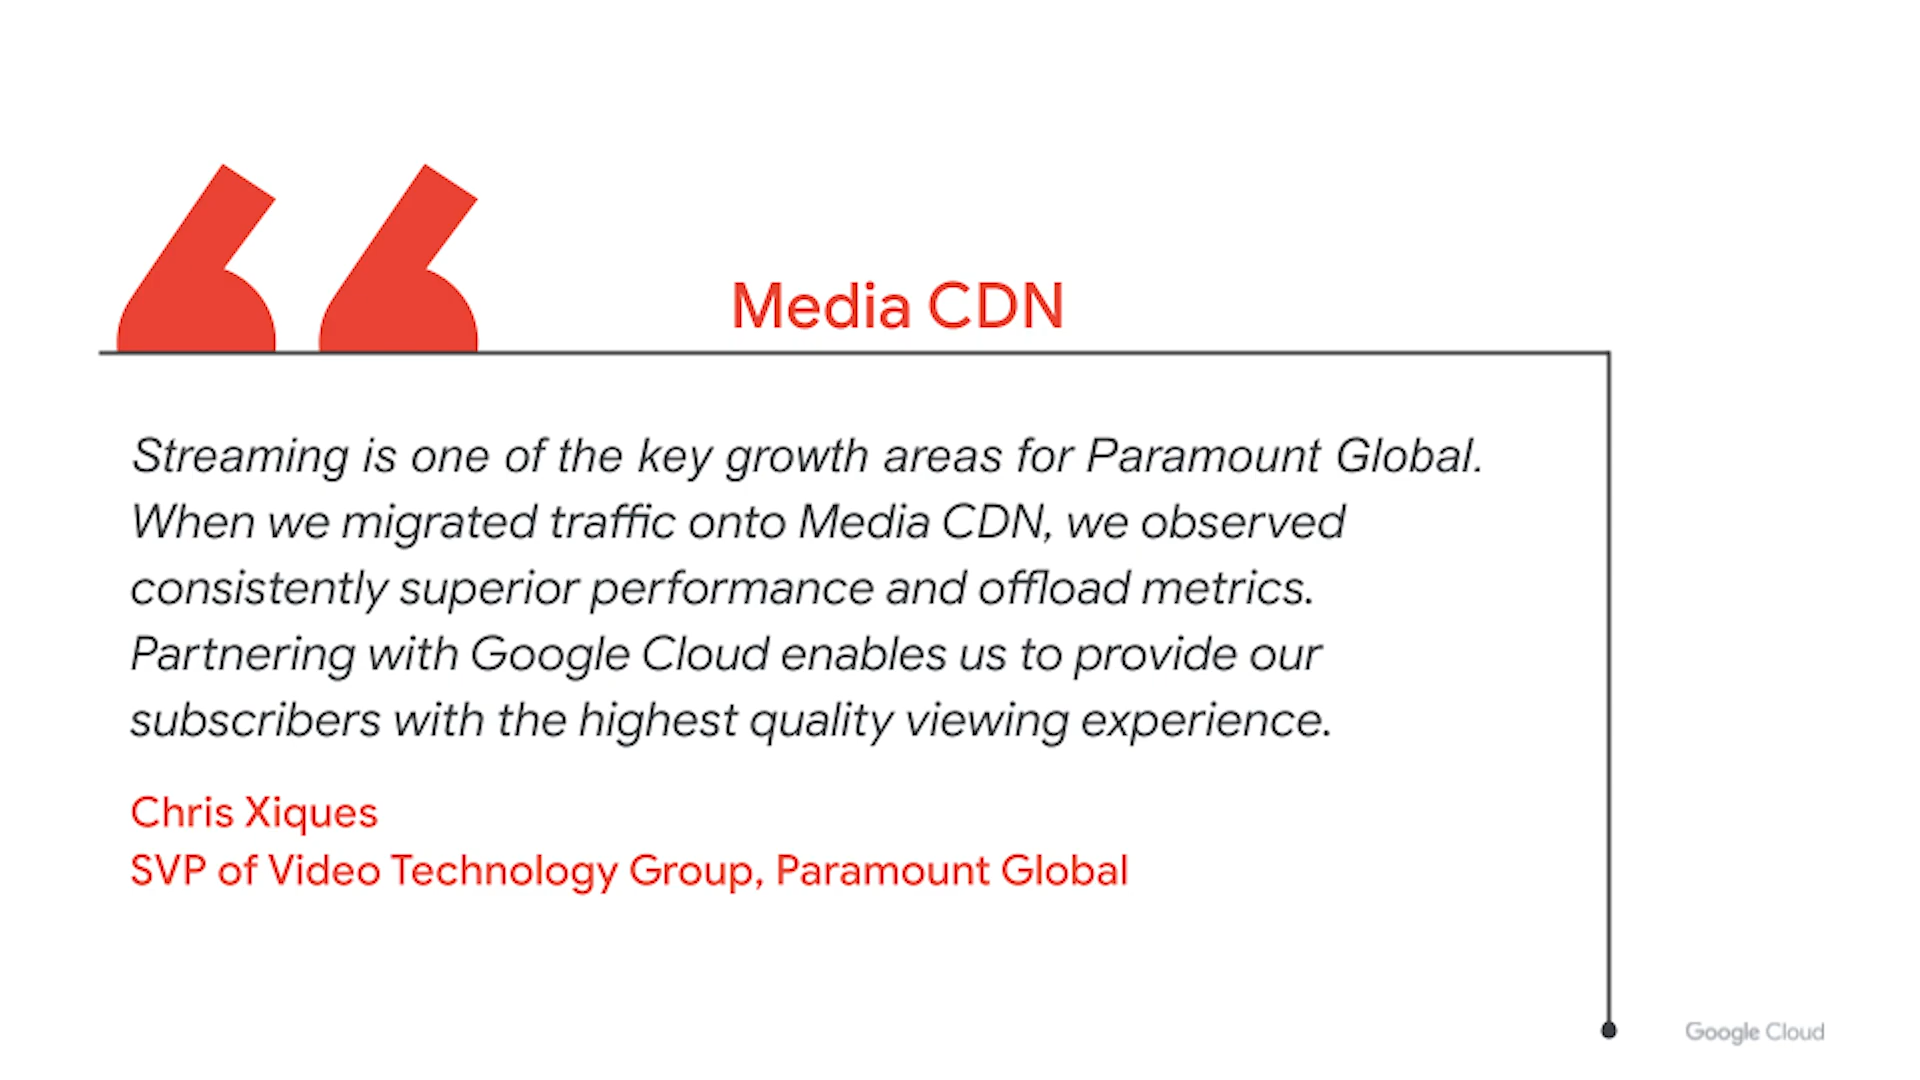 Media CDN
Streaming is one of the key growth areas for Paramount Global.
When we migrated traffic onto Media CDN, we observed
consistently superior performance and offload metrics.
Partnering with Google Cloud enables us to provide our
subscribers with the highest quality viewing experience.
Chris Xiques
SVP of Video Technology Group, Paramount Global
Google Cloud